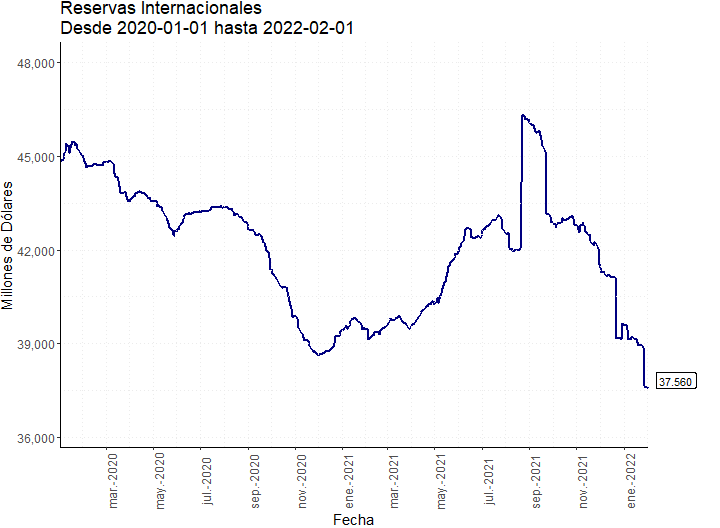 Reservas Internacionales
Desde 2020-01-01 hasta 2022-02-01
Millones de Dólares
48,000
45,000
42,000
39,000
36,000
37.560
mar.-2020
may.-2020
jul.-2020
sep.-2020
nov.-2020
ene.-2021
mar.-2021
may.-2021
jul.-2021
sep.-2021
nov.-2021
ene.-2022
Fecha